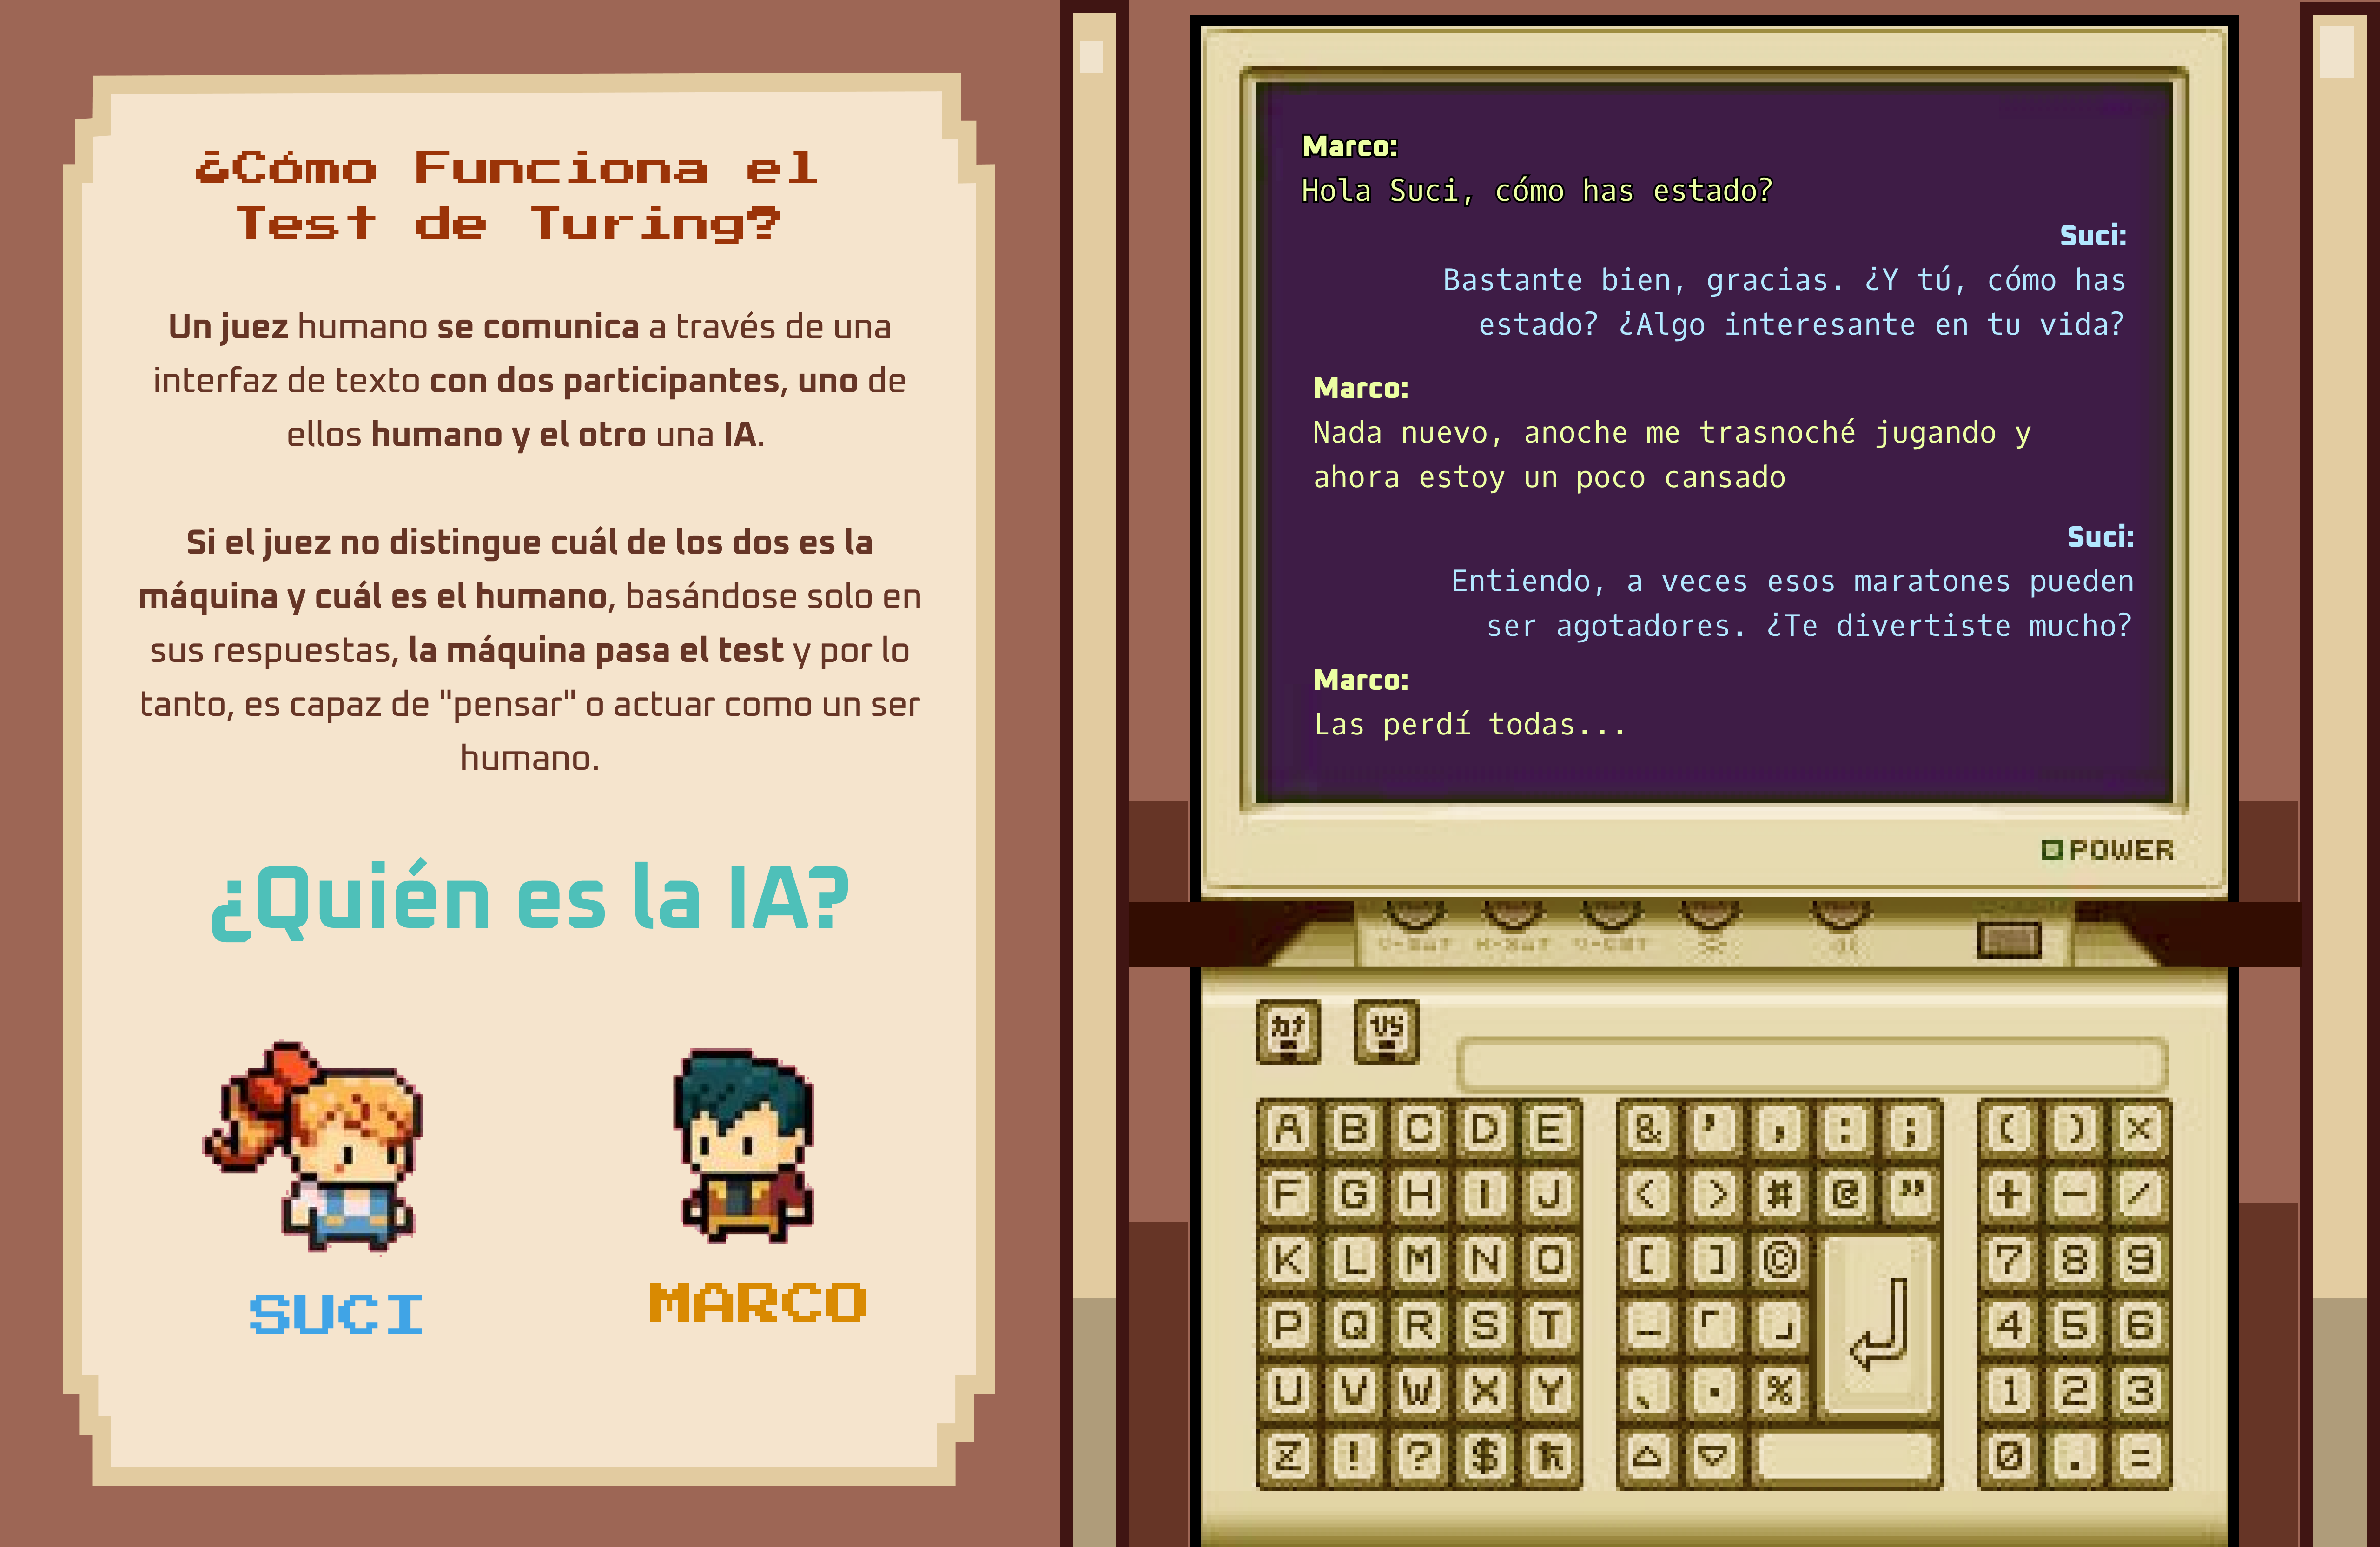 ¿Cómo Funciona el
Test de Turing?
Un juez humano se comunica a través de una
interfaz de texto con dos participantes, uno de
ellos humano y el otro una IA.
Si el juez no distingue cuál de los dos es la
máquina y cuál es el humano, basándose solo en
sus respuestas, la máquina pasa el test y por lo
tanto, es capaz de "pensar" o actuar como un ser
humano.
¿Quién es la IA?
SUCI
MARCO
Marco:
Hola Suci, cómo has estado?
Suci:
Bastante bien, gracias. ¿Y tú, cómo has
estado? ¿Algo interesante en tu vida?
Marco:
Nada nuevo, anoche me trasnoché jugando y
ahora estoy un poco cansado
Suci:
Entiendo, a veces esos maratones pueden
ser agotadores. ¿Te divertiste mucho?
Marco:
Las perdí todas...
POWER
カナ
A B C D E & ' , : ; ( ) ×
F G H I J < > # @ " + - /
K L M N O [ ] © 7 8 9
P Q R S T _ ｢ ｣ 4 5 6
U V W X Y 、 · % 1 2 3
Z ! ? $ 0 . =